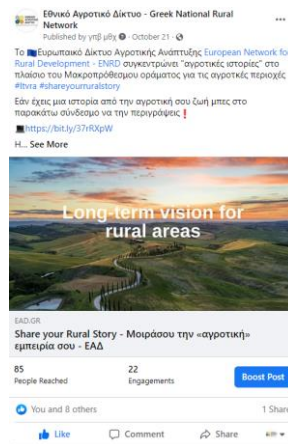 Εθνικό Αγροτικό Δίκτυο - Greek National Rural
Network
Published by γπβ μθχ · October 21 ·
Το Ευρωπαικό Δίκτυο Αγροτικής Ανάπτυξης European Network for
Rural Development - ENRD συγκεντρώνει "αγροτικές ιστορίες" στο
πλαίσιο του Μακροπρόθεσμου οράματος για τις αγροτικές περιοχές
#ltvra #shareyourruralstory
Εάν έχεις μια ιστορία από την αγροτική σου ζωή μπες στο
παρακάτω σύνδεσμο να την περιγράψεις❗
https://bit.ly/37rRXpW
H... See More
Long-term vision for
rural areas
EAD.GR
Share your Rural Story - Μοιράσου την «αγροτική»
εμπειρία σου - ΕΑΔ
85
People Reached
22
Engagements
Boost Post
You and 8 others
1 Share
Like
Comment
Share